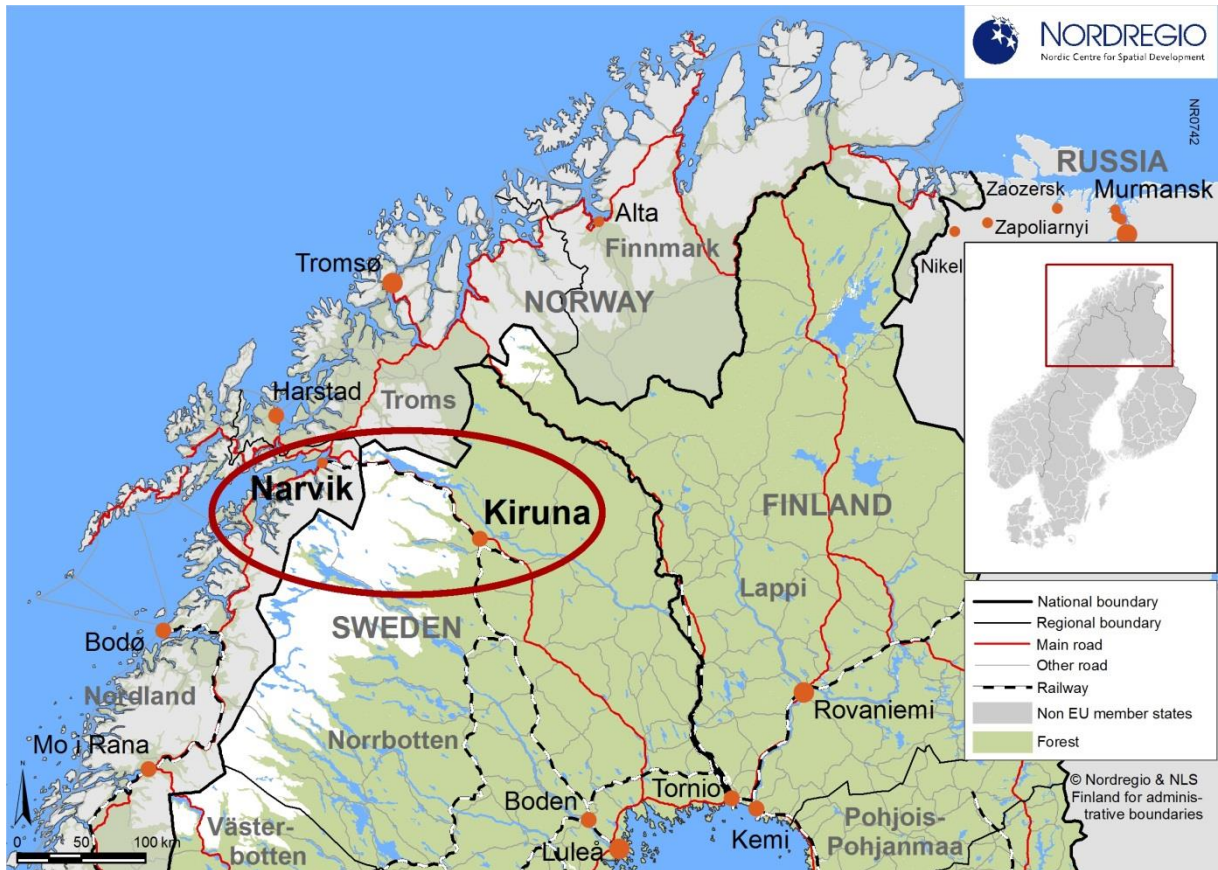 NORDREGIO
Nordic Centre for Spatial Development
NR0742
RUSSIA
Zaozersk
Murmansk
Zapoliarnyi
Nikel
Alta
Finnmark
Tromsø
NORWAY
Harstad
Troms
Narvik
Kiruna
FINLAND
Lappi
SWEDEN
Bodø
Nordland
Rovaniemi
Norrbotten
Mo i Rana
Tornio
Boden
Kemi
Pohjois-
Pohjanmaa
Väster-
botten
Luleå
N
0 50 100 km
National boundary
Regional boundary
Main road
Other road
Railway
Non EU member states
Forest
© Nordregio & NLS
Finland for adminis-
trative boundaries